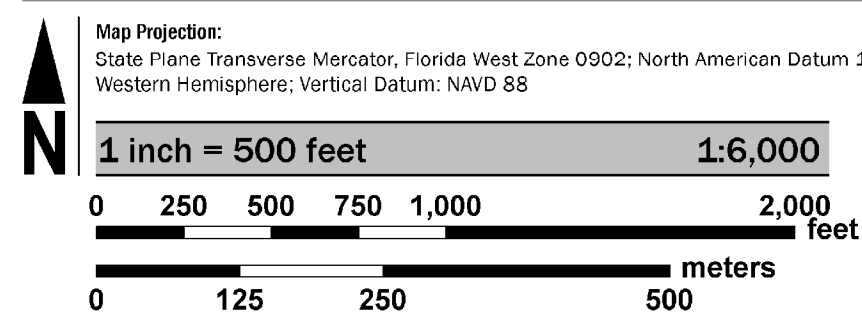 Map Projection:
State Plane Transverse Mercator, Florida West Zone 0902; North American Datum
Western Hemisphere; Vertical Datum: NAVD 88
N
1 inch = 500 feet 1:6,000
0 250 500 750 1,000 2,000
feet
meters
0 125 250 500